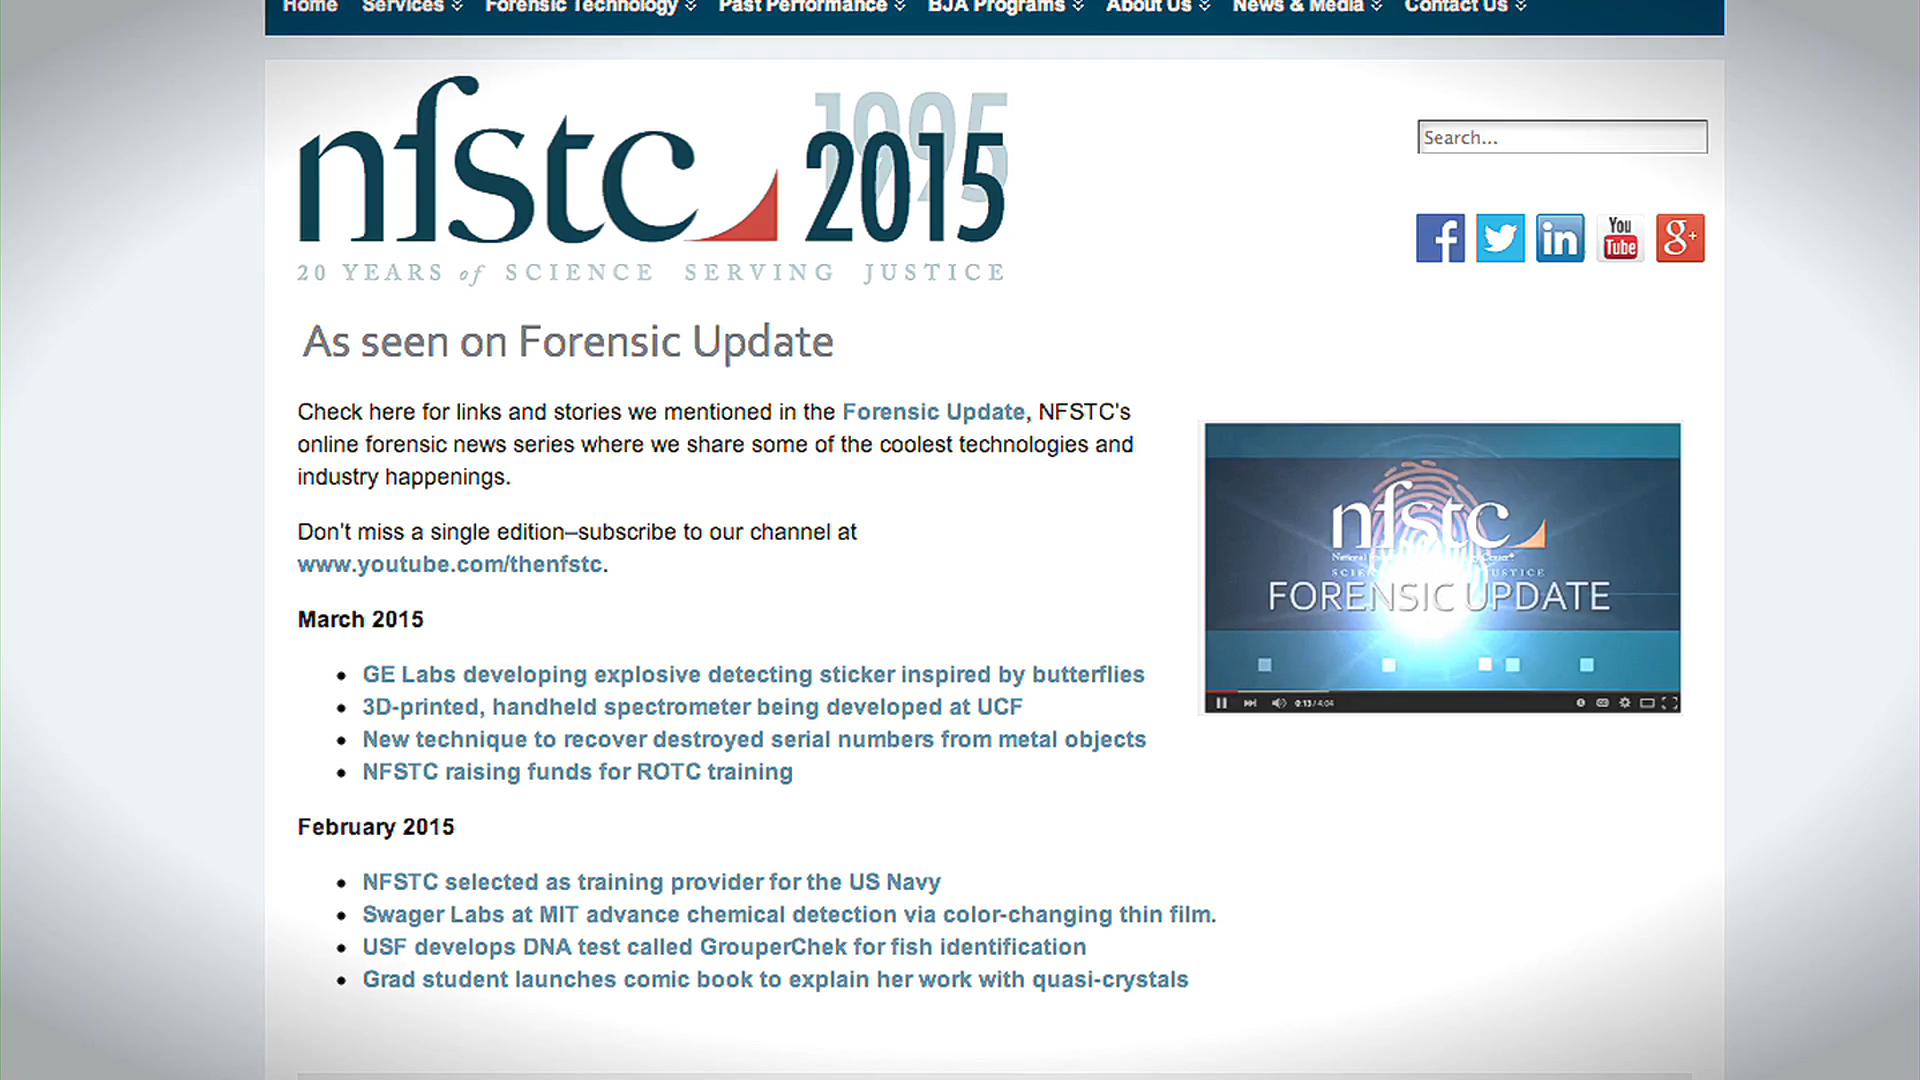 Home Services Forensic Technology Past Performance BJA Programs About Us News & Media Contact Us
nfstc 1995 2015
20 YEARS of SCIENCE SERVING JUSTICE
Search...
You
Tube
As seen on Forensic Update
Check here for links and stories we mentioned in the Forensic Update, NFSTC's
online forensic news series where we share some of the coolest technologies and
industry happenings.
Don't miss a single edition–subscribe to our channel at
www.youtube.com/thenfstc.
nfstc
FORENSIC UPDATE
0:13 / 4:04
March 2015
GE Labs developing explosive detecting sticker inspired by butterflies
3D-printed, handheld spectrometer being developed at UCF
New technique to recover destroyed serial numbers from metal objects
NFSTC raising funds for ROTC training
February 2015
NFSTC selected as training provider for the US Navy
Swager Labs at MIT advance chemical detection via color-changing thin film.
USF develops DNA test called GrouperChek for fish identification
Grad student launches comic book to explain her work with quasi-crystals